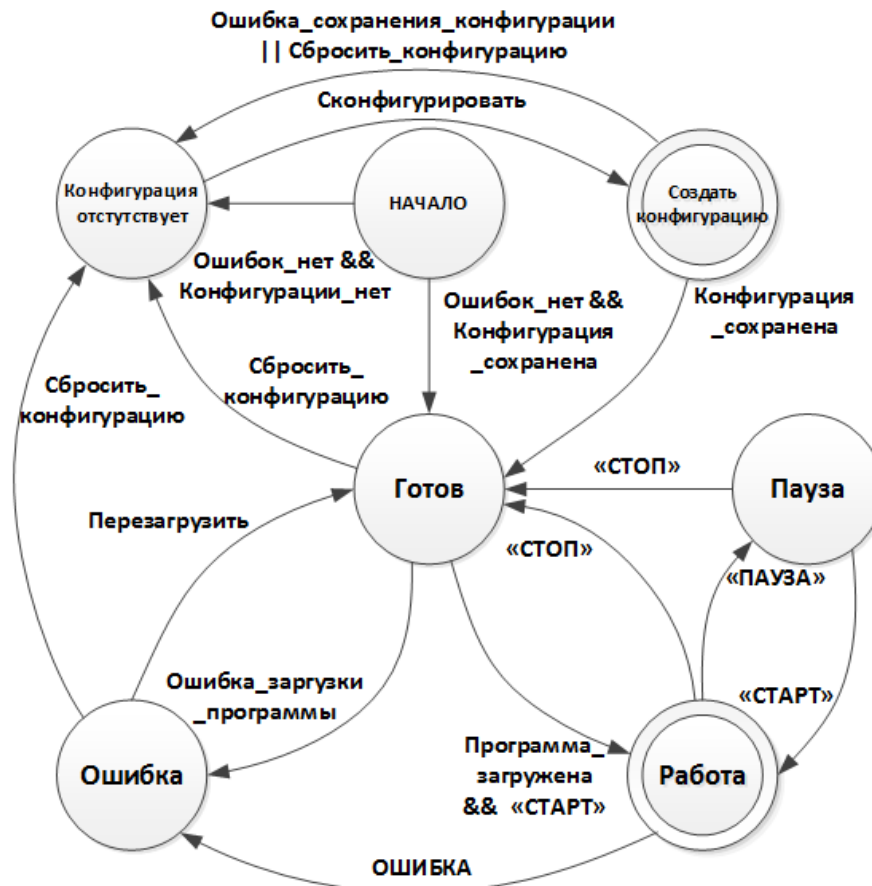 Ошибка_сохранения_конфигурации
|| Сбросить_конфигурацию
Сконфигурировать
Конфигурация
отстутствует
НАЧАЛО
Создать
конфигурацию
Ошибок_нет &&
Конфигурации_нет
Ошибок_нет &&
Конфигурация
_сохранена
Конфигурация
_сохранена
Сбросить_
конфигурацию
Сбросить_
конфигурацию
Готов
«СТОП»
Пауза
Перезагрузить
«СТОП»
«ПАУЗА»
Ошибка_заргузки
_программы
«СТАРТ»
Ошибка
Программа_
загружена
&& «СТАРТ»
Работа
ОШИБКА